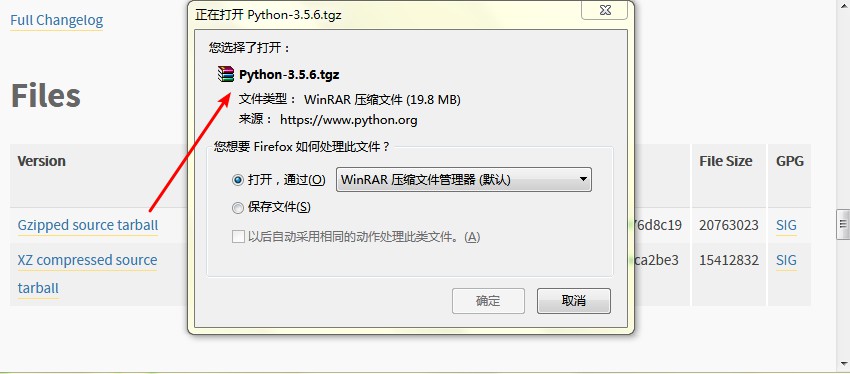 Full Changelog
Files
Version
File Size
GPG
Gzipped source tarball
76d8c19
20763023
SIG
XZ compressed source
tarball
ca2be3
15412832
SIG
正在打开 Python-3.5.6.tgz
您选择了打开：
Python-3.5.6.tgz
文件类型： WinRAR 压缩文件 (19.8 MB)
来源： https://www.python.org
您想要 Firefox 如何处理此文件？
打开，通过(O)
WinRAR 压缩文件管理器 (默认)
保存文件(S)
以后自动采用相同的动作处理此类文件。(A)
确定
取消